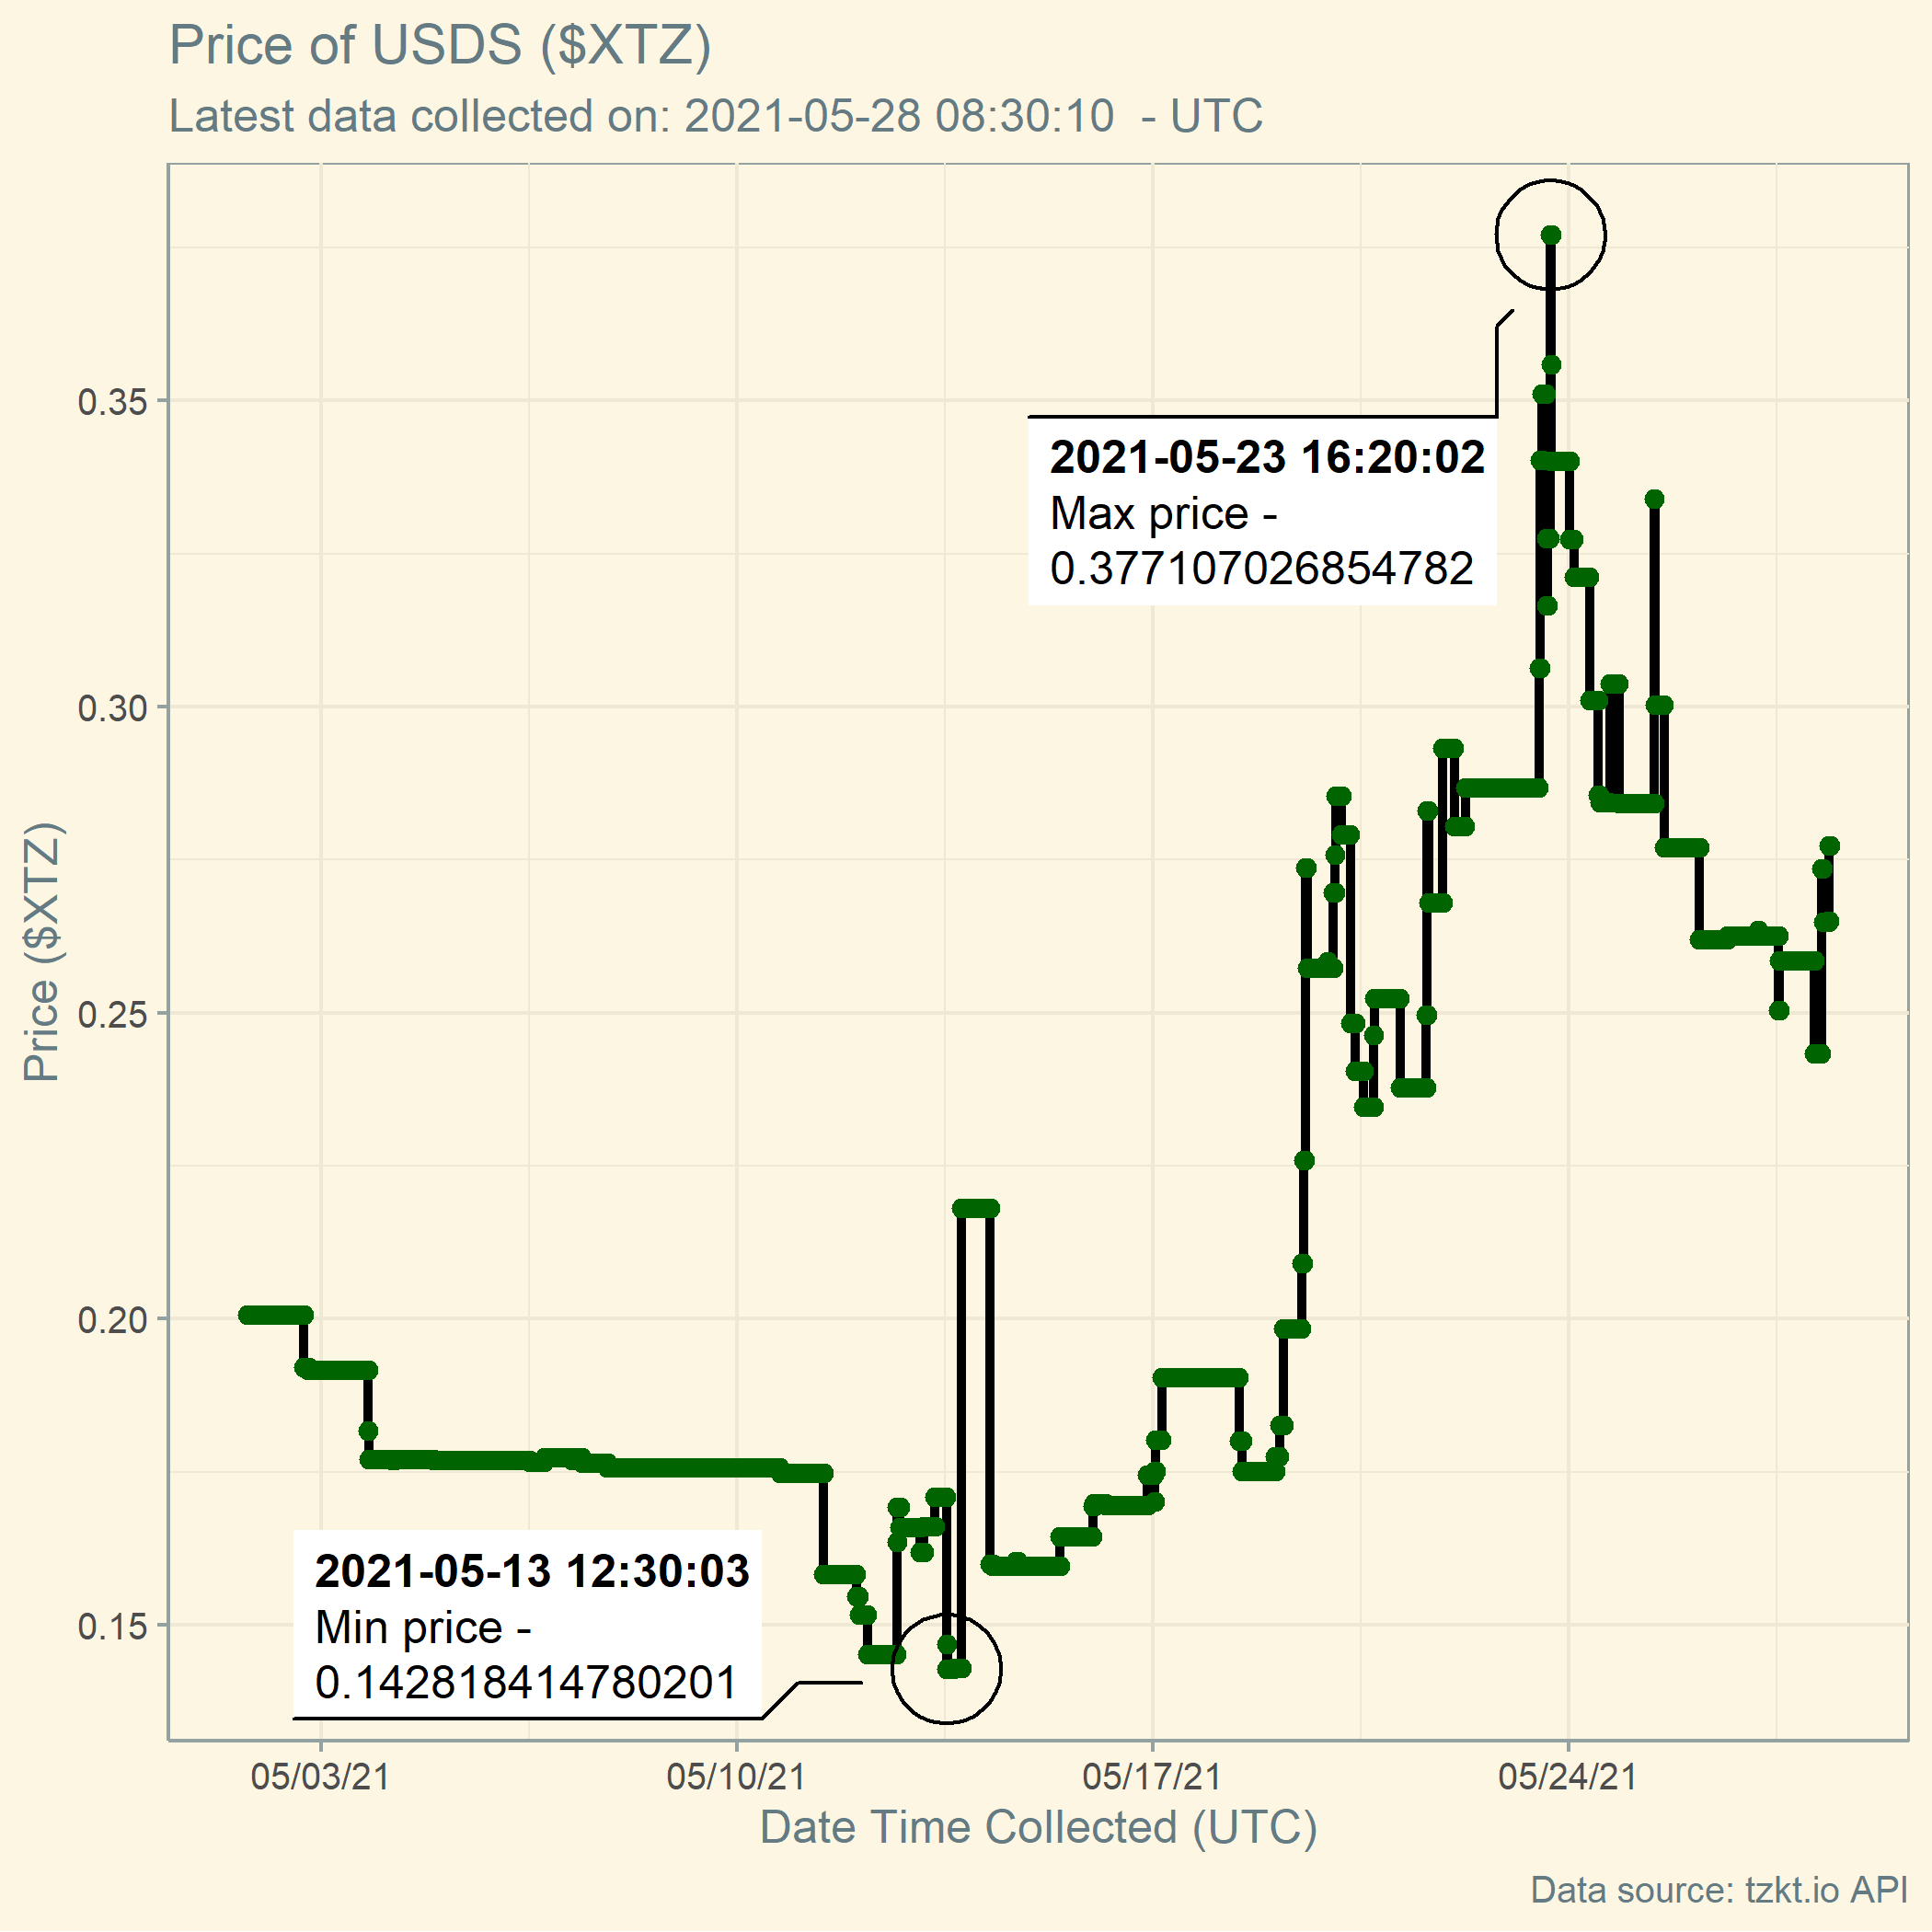 Price of USDS ($XTZ)
Latest data collected on: 2021-05-28 08:30:10  - UTC
Price ($XTZ)
0.35
0.30
0.25
0.20
0.15
2021-05-23 16:20:02
Max price -
0.377107026854782
2021-05-13 12:30:03
Min price -
0.142818414780201
05/03/21
05/10/21
05/17/21
05/24/21
Date Time Collected (UTC)
Data source: tzkt.io API